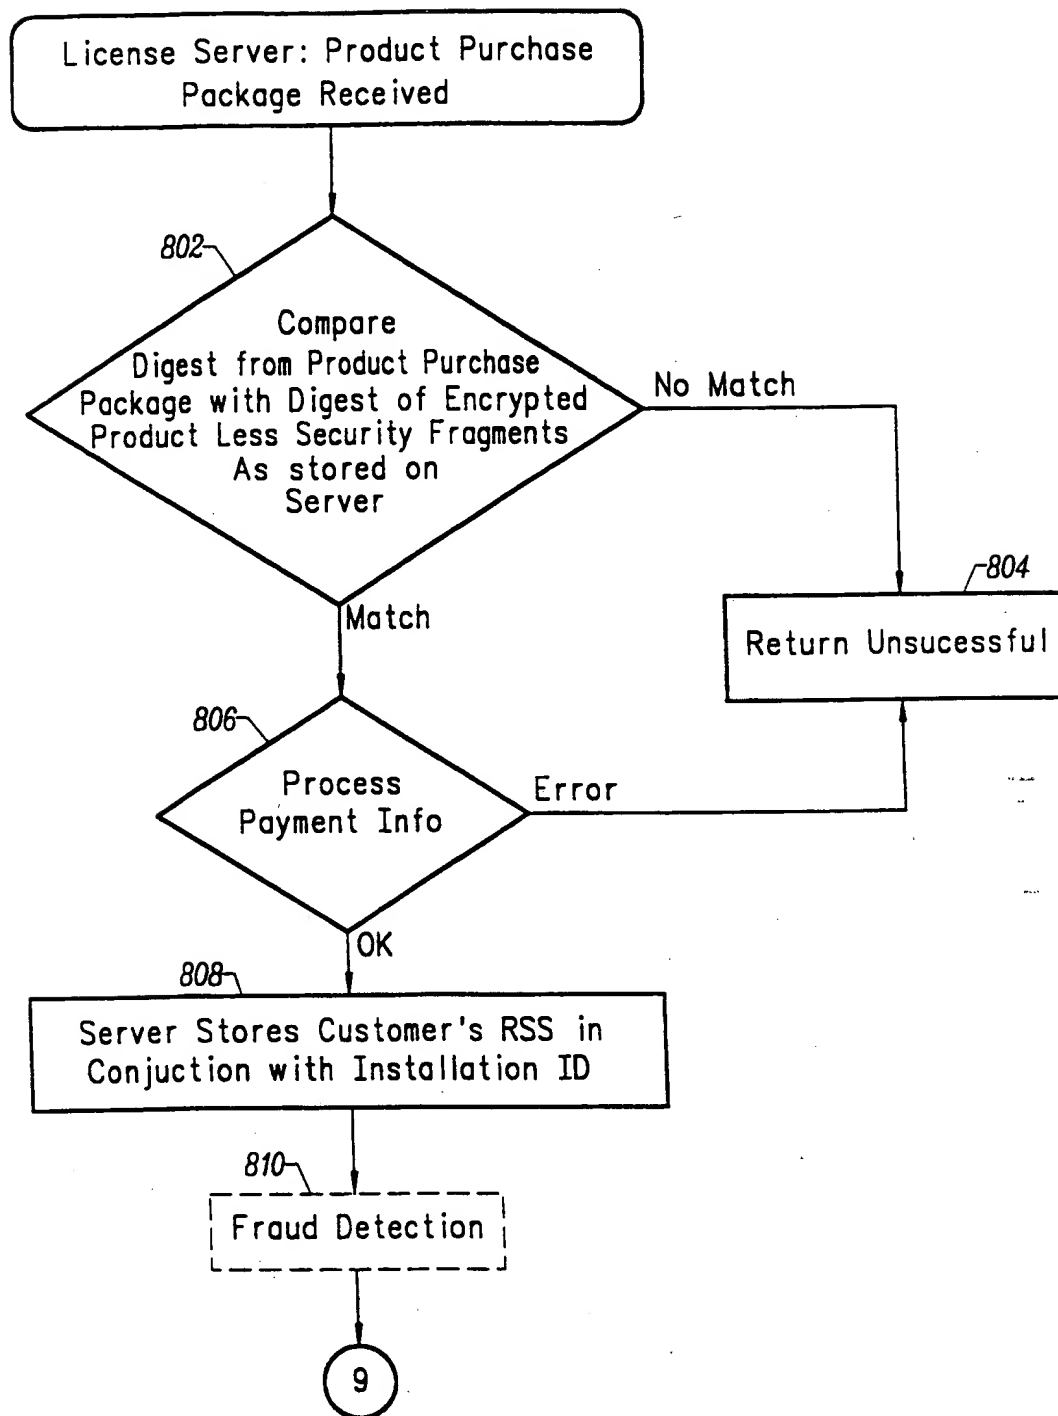 License Server: Product Purchase
Package Received
802
Compare
Digest from Product Purchase
Package with Digest of Encrypted
Product Less Security Fragments
As stored on
Server
No Match
804
Return Unsucessful
Match
806
Process
Payment Info
Error
OK
808
Server Stores Customer's RSS in
Conjuction with Installation ID
810
Fraud Detection
9